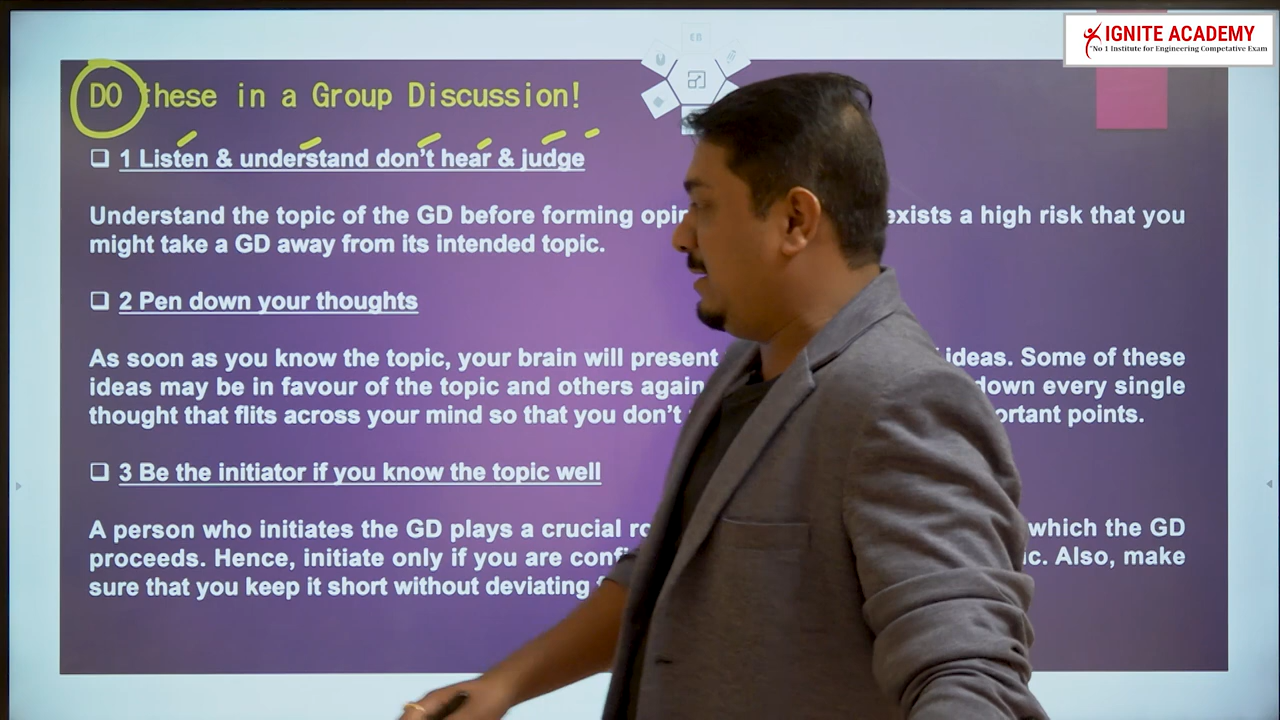 IGNITE ACADEMY
"No 1 Institute for Engineering Competative Exam
DO these in a Group Discussion!
1 Listen & understand don't hear & judge
Understand the topic of the GD before forming exists a high risk that you
might take a GD away from its intended topic.
2 Pen down your thoughts
As soon as you know the topic, your brain will present ideas. Some of these
ideas may be in favour of the topic and others down every single
thought that flits across your mind so that you don't points.
3 Be the initiator if you know the topic well
A person who initiates the GD plays a crucial which the GD
proceeds. Hence, initiate only if you are Also, make
sure that you keep it short without deviating